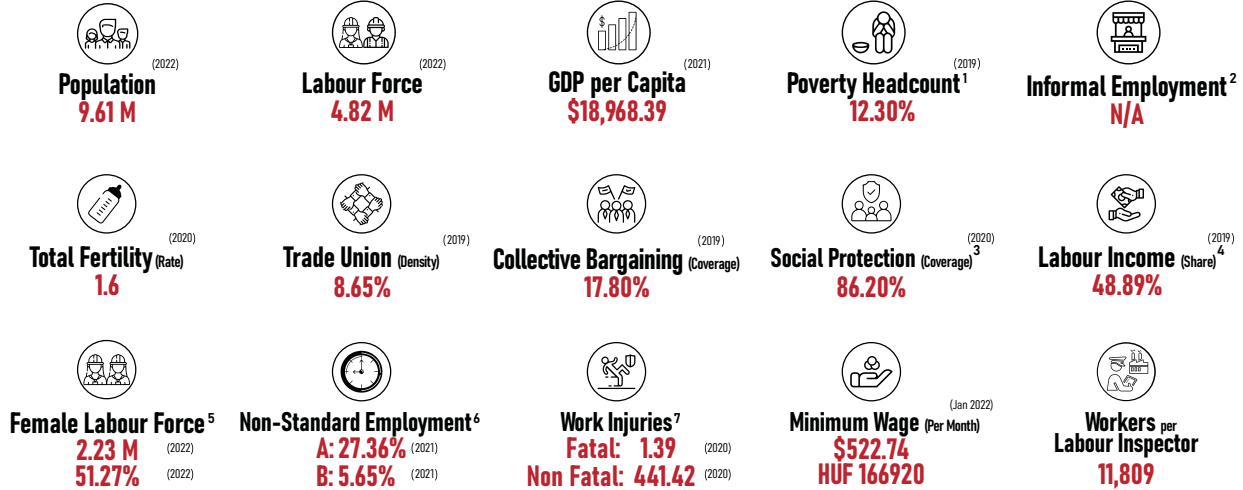 (2022)
Population
9.61 M
(2022)
Labour Force
4.82 M
$
(2021)
GDP per Capita
$18,968.39
(2019)
Poverty Headcount 1
12.30%
Informal Employment 2
N/A
(2020)
Total Fertility (Rate)
1.6
(2019)
Trade Union (Density)
8.65%
(2019)
Collective Bargaining (Coverage)
17.80%
(2020)
Social Protection (Coverage) 3
86.20%
(2019)
Labour Income (Share) 4
48.89%
Female Labour Force 5
2.23 M (2022)
51.27% (2022)
Non-Standard Employment 6
A: 27.36% (2021)
B: 5.65% (2021)
Work Injuries 7
Fatal: 1.39 (2020)
Non Fatal: 441.42 (2020)
(Jan 2022)
Minimum Wage (Per Month)
$522.74
HUF 166920
Workers per
Labour Inspector
11,809